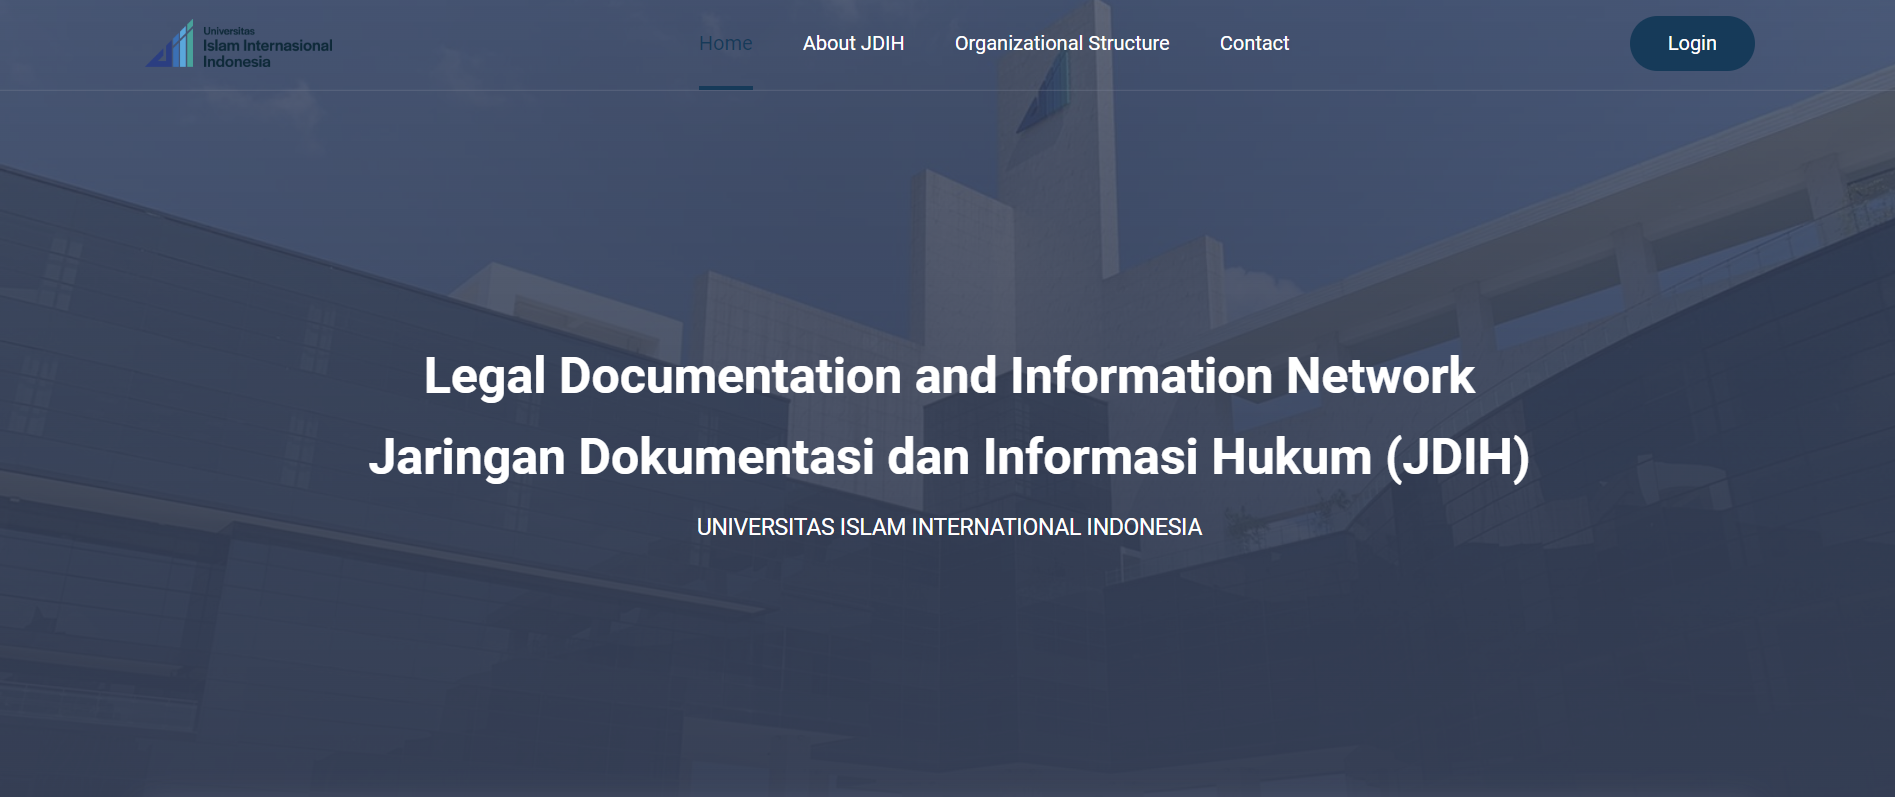 Universitas
Islam Internasional
Indonesia
Home
About JDIH
Organizational Structure
Contact
Login
Legal Documentation and Information Network
Jaringan Dokumentasi dan Informasi Hukum (JDIH)
UNIVERSITAS ISLAM INTERNATIONAL INDONESIA